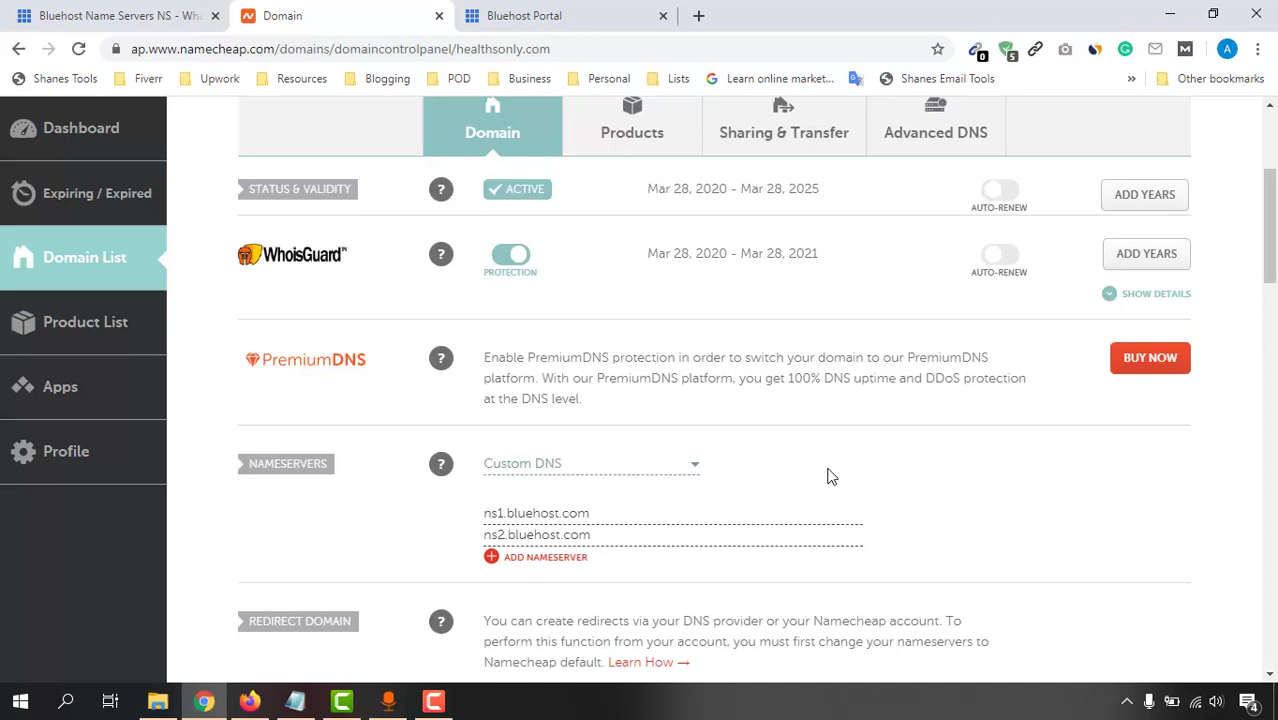 Bluehost Name Servers NS - Wha
Domain
Bluehost Portal
ap.www.namecheap.com/domains/domaincontrolpanel/healthsonly.com
0
5
A
Shanes Tools
Fiverr
Upwork
Resources
Blogging
POD
Business
Personal
Lists
Learn online market...
Shanes Email Tools
Other bookmarks
Dashboard
Expiring / Expired
Domain List
Product List
Apps
Profile
Domain
Products
Sharing & Transfer
Advanced DNS
STATUS & VALIDITY
?
ACTIVE
Mar 28, 2020 - Mar 28, 2025
AUTO-RENEW
ADD YEARS
WhoisGuard™
?
PROTECTION
Mar 28, 2020 - Mar 28, 2021
AUTO-RENEW
ADD YEARS
SHOW DETAILS
PremiumDNS
?
Enable PremiumDNS protection in order to switch your domain to our PremiumDNS
platform. With our PremiumDNS platform, you get 100% DNS uptime and DDoS protection
at the DNS level.
BUY NOW
NAMESERVERS
?
Custom DNS
ns1.bluehost.com
ns2.bluehost.com
ADD NAMESERVER
REDIRECT DOMAIN
?
You can create redirects via your DNS provider or your Namecheap account. To
perform this function from your account, you must first change your nameservers to
Namecheap default. Learn How →
4